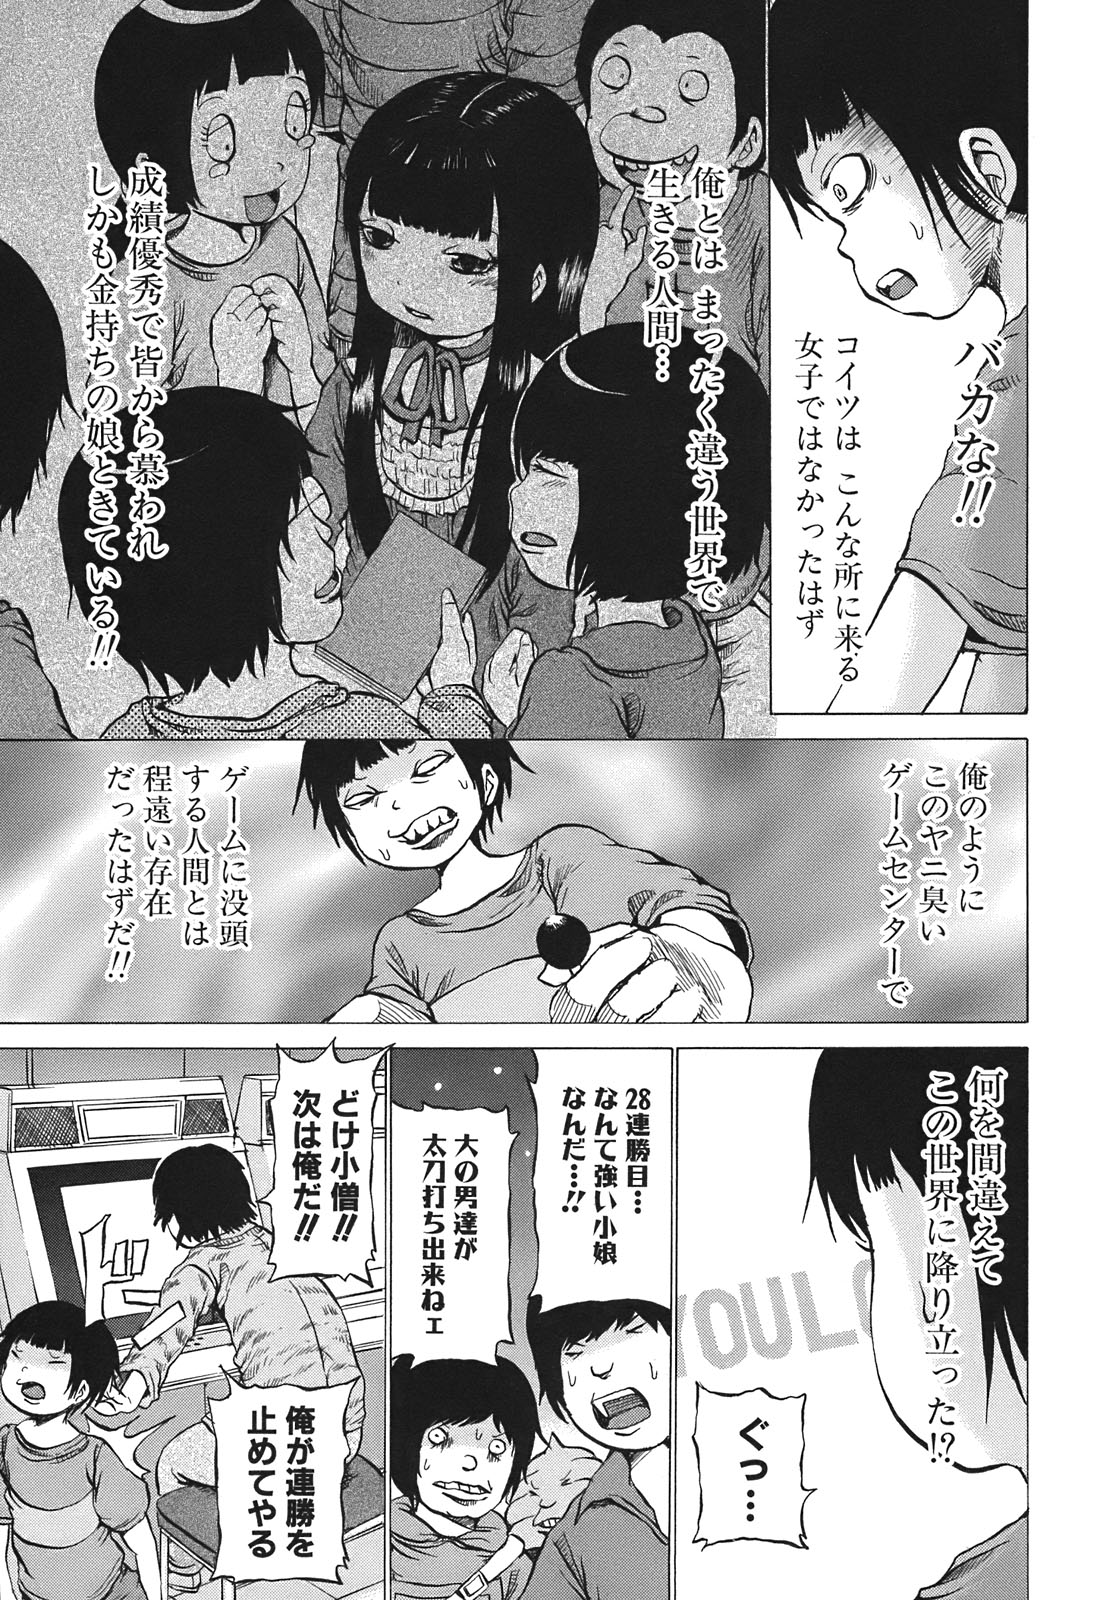 バカな!!
コイツは こんな所に来る
女子ではなかったはず
俺とは まったく違う世界で
生きる人間…
成績優秀で皆から慕われ
しかも金持ちの娘ときている!!
俺のように
このヤニ臭い
ゲームセンターで
ゲームに没頭
する人間とは
程遠い存在
だったはずだ!!
何を間違えて
この世界に降り立った!?
YOU LO
ぐっ…
28連勝目…
なんて強い小娘
なんだ…!!
大の男達が
太刀打ち出来ねェ
どけ小僧!!
次は俺だ!!
俺が連勝を
止めてやる